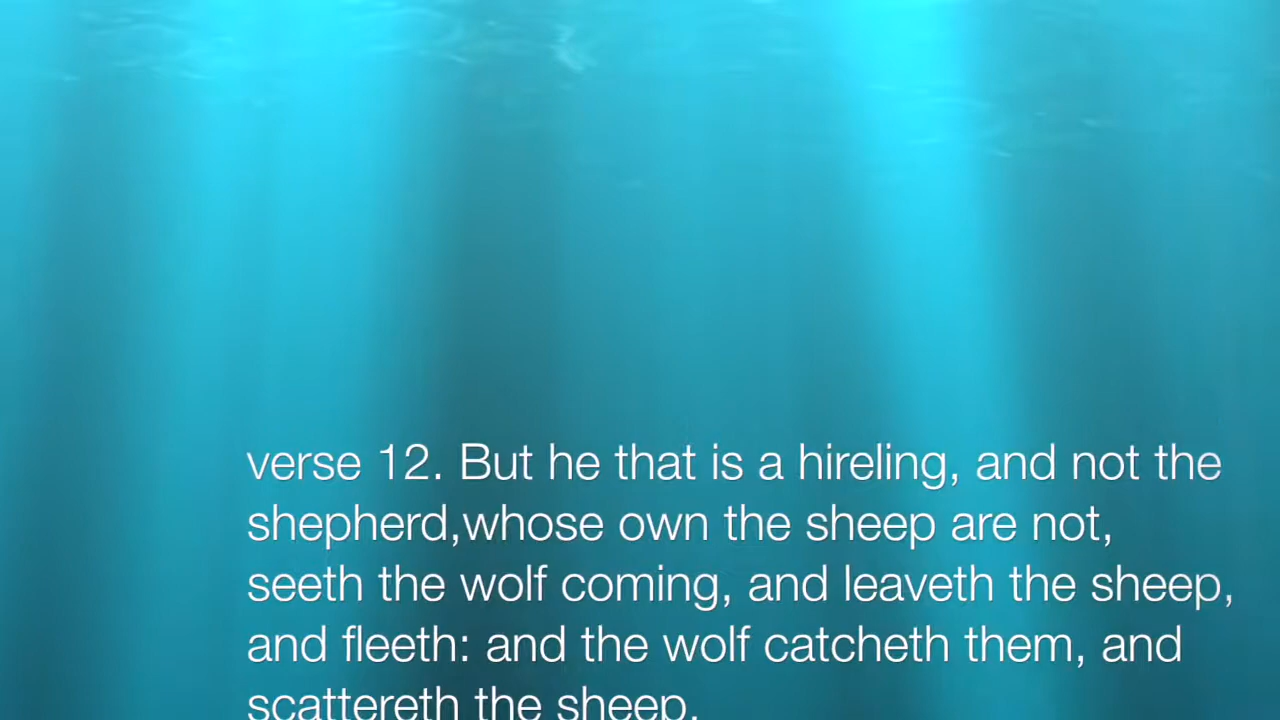 verse 12. But he that is a hireling, and not the
shepherd,whose own the sheep are not,
seeth the wolf coming, and leaveth the sheep,
and fleeth: and the wolf catcheth them, and
scattereth the sheep.